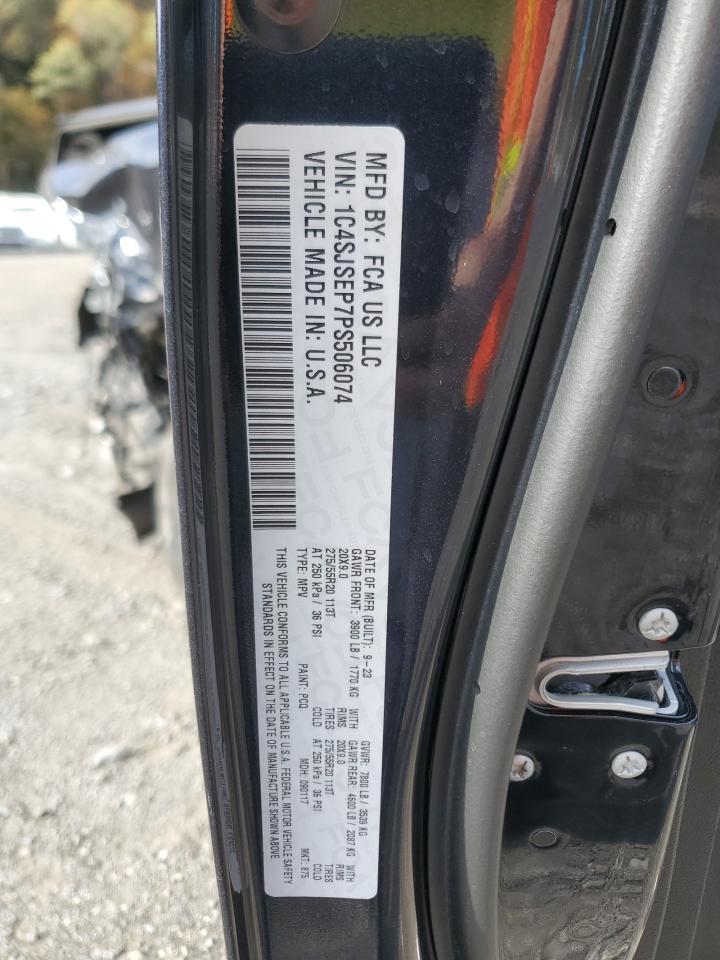 MFD BY: FCA US LLC
VIN: 1C4SJSEP7PS506074
VEHICLE MADE IN: U.S.A.
DATE OF MFR (BUILT): 9-23 GVWR: 7800 LB / 3539 KG
GAWR FRONT: 3900 LB / 1770 KG WITH GAWR REAR: 4600 LB / 2087 KG WITH
20X9.0 RIMS 20X9.0 RIMS
275/55R20 113T TIRES 275/55R20 113T TIRES
AT 250 kPa / 36 PSI COLD AT 250 kPa / 36 PSI COLD
TYPE: MPV PAINT: PCQ MDH: 090117 MKT: 875
THIS VEHICLE CONFORMS TO ALL APPLICABLE U.S.A. FEDERAL MOTOR VEHICLE SAFETY
STANDARDS IN EFFECT ON THE DATE OF MANUFACTURE SHOWN ABOVE.